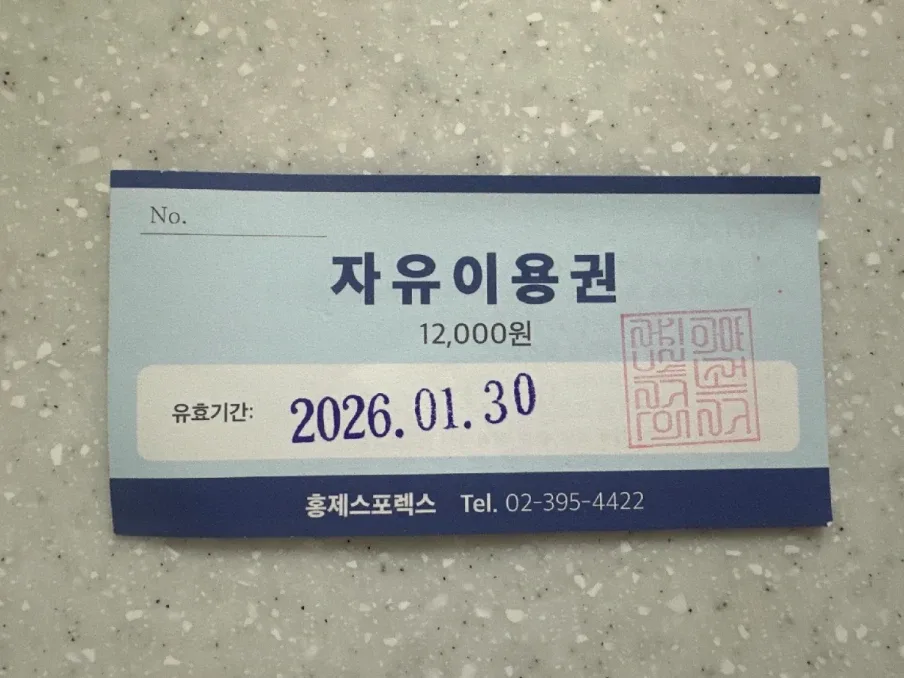 No.
자유이용권
12,000원
유효기간: 2026.01.30
홍제스포렉스 Tel. 02-395-4422